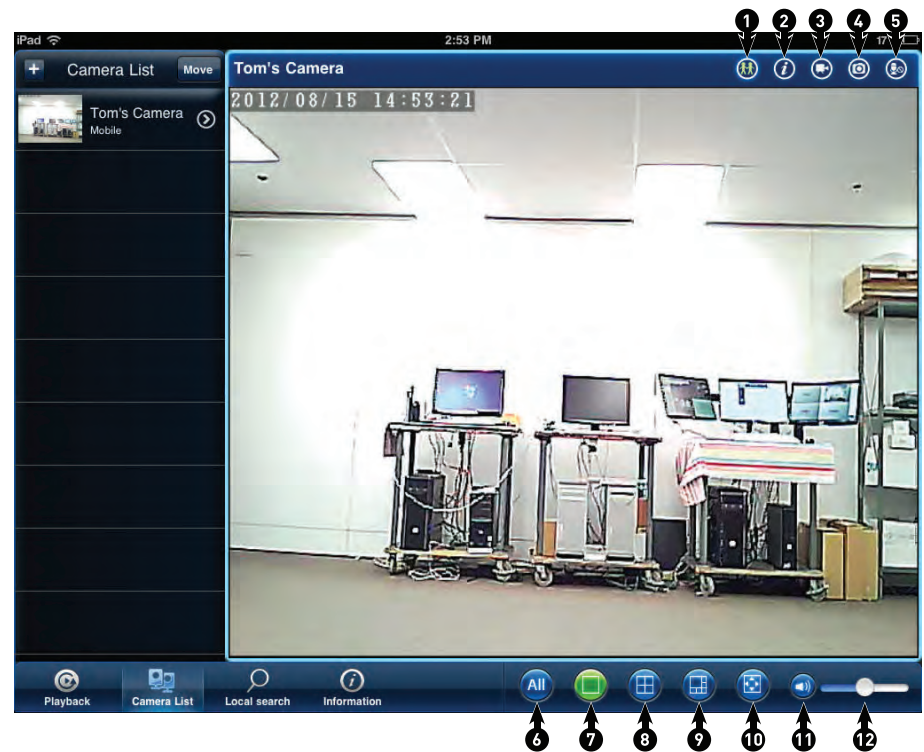 1 2 3 4 5
iPad 2:53 PM 17
+ Camera List Move Tom's Camera
2012/08/15 14:53:21
Tom's Camera
Mobile
All
Playback Camera List Local search Information
6 7 8 9 10 11 12